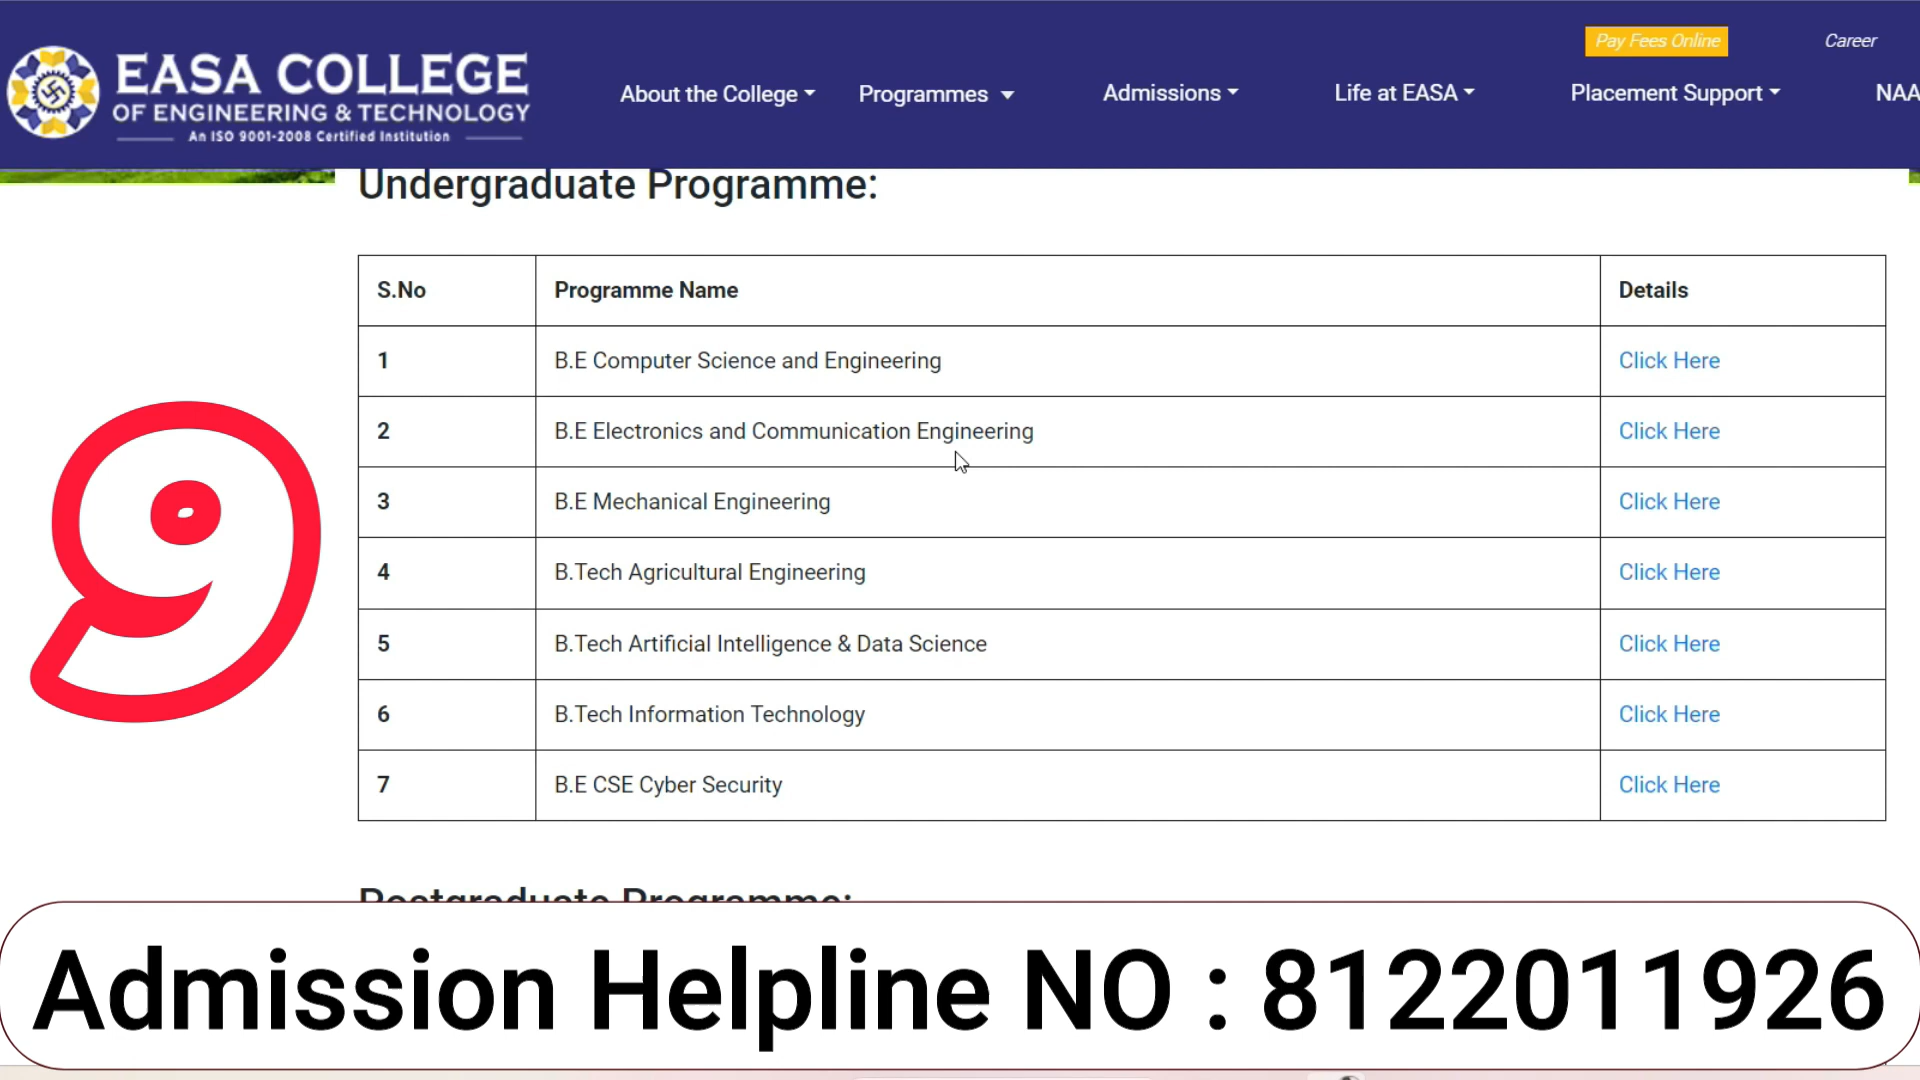 Pay Fees Online
Career
EASA COLLEGE
OF ENGINEERING & TECHNOLOGY
An ISO 9001-2008 Certified Institution
About the College
Programmes
Admissions
Life at EASA
Placement Support
NAA
Undergraduate Programme:
S.No Programme Name Details
1 B.E Computer Science and Engineering Click Here
2 B.E Electronics and Communication Engineering Click Here
3 B.E Mechanical Engineering Click Here
4 B.Tech Agricultural Engineering Click Here
5 B.Tech Artificial Intelligence & Data Science Click Here
6 B.Tech Information Technology Click Here
7 B.E CSE Cyber Security Click Here
9
Postgraduate Programme:
Admission Helpline NO : 8122011926